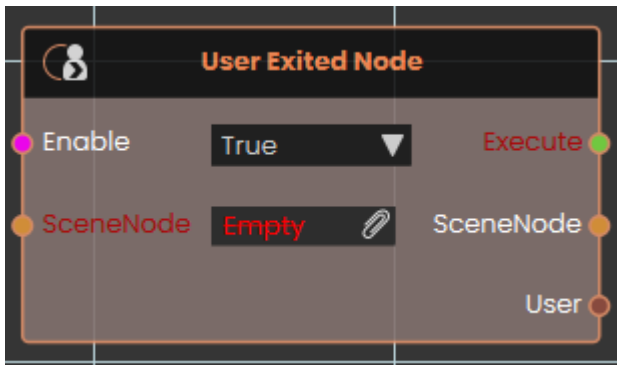 User Exited Node
Enable True Execute
SceneNode Empty SceneNode
User